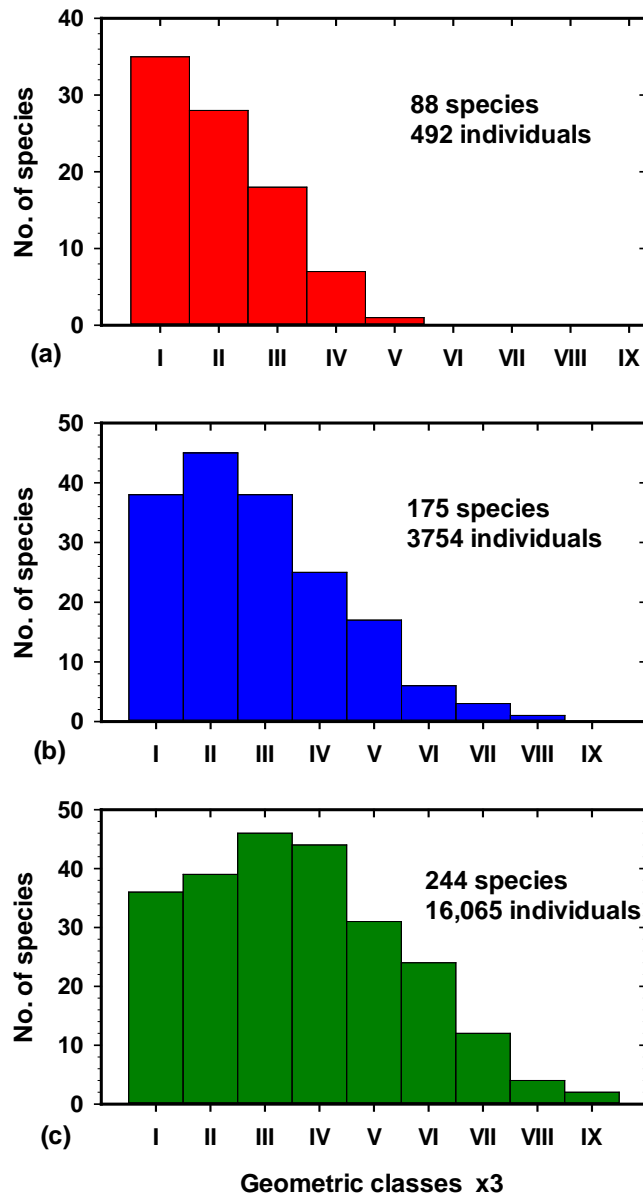 40
30
20
10
0
No. of species
88 species
492 individuals
(a)
I II III IV V VI VII VIII IX
50
40
30
20
10
0
No. of species
175 species
3754 individuals
(b)
I II III IV V VI VII VIII IX
50
40
30
20
10
0
No. of species
244 species
16,065 individuals
(c)
I II III IV V VI VII VIII IX
Geometric classes x3